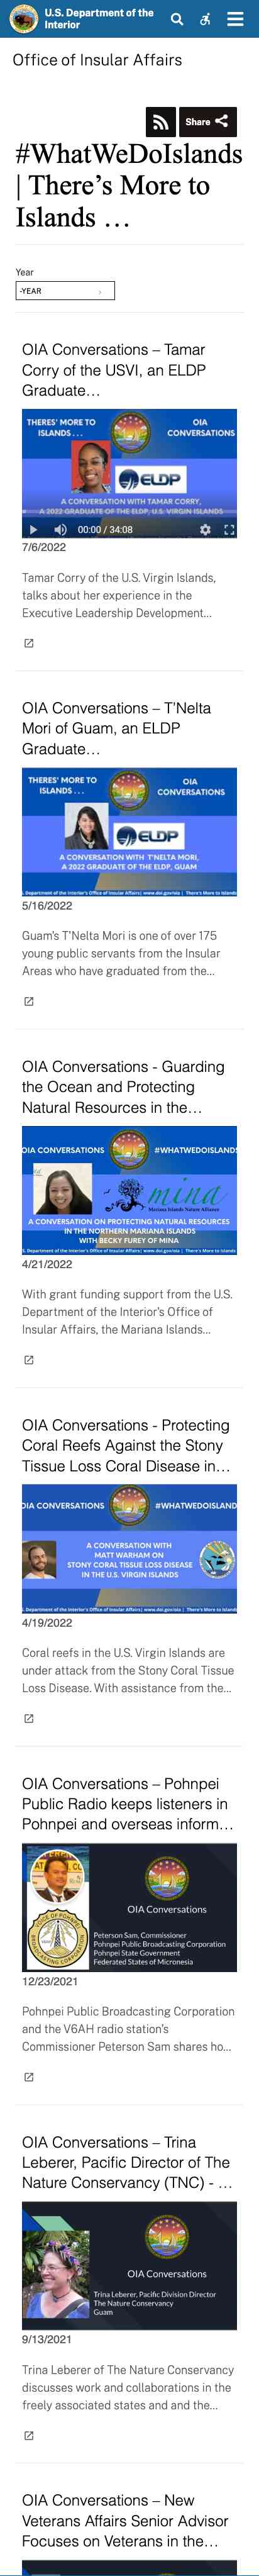 U.S. Department of the
Interior
Office of Insular Affairs
Share
#WhatWeDoIslands
| There's More to
Islands …
Year
-YEAR
OIA Conversations – Tamar
Corry of the USVI, an ELDP
Graduate…
THERES' MORE TO
ISLANDS . . .
OIA
CONVERSATIONS
ELDP
A CONVERSATION WITH TAMAR CORRY,
A 2022 GRADUATE OF THE ELDP, U.S. VIRGIN ISLANDS
00:00 / 34:08
7/6/2022
Tamar Corry of the U.S. Virgin Islands,
talks about her experience in the
Executive Leadership Development…
OIA Conversations – T'Nelta
Mori of Guam, an ELDP
Graduate…
THERES' MORE TO
ISLANDS . . .
OIA
CONVERSATIONS
ELDP
A CONVERSATION WITH T'NELTA MORI,
A 2022 GRADUATE OF THE ELDP, GUAM
. Department of the Interior's Office of Insular Affairs| www.doi.gov/oia | There's More to Islands
5/16/2022
Guam's T'Nelta Mori is one of over 175
young public servants from the Insular
Areas who have graduated from the…
OIA Conversations - Guarding
the Ocean and Protecting
Natural Resources in the…
OIA CONVERSATIONS
#WHATWEDOISLANDS
mina
Mariana Islands Nature Alliance
A CONVERSATION ON PROTECTING NATURAL RESOURCES
IN THE NORTHERN MARIANA ISLANDS
WITH BECKY FUREY OF MINA
S. Department of the Interior's Office of Insular Affairs| www.doi.gov/oia | There's More to Islands
4/21/2022
With grant funding support from the U.S.
Department of the Interior's Office of
Insular Affairs, the Mariana Islands…
OIA Conversations - Protecting
Coral Reefs Against the Stony
Tissue Loss Coral Disease in…
OIA CONVERSATIONS
#WHATWEDOISLAND
A CONVERSATION WITH
MATT WARHAM ON
STONY CORAL TISSUE LOSS DISEASE
IN THE U.S. VIRGIN ISLANDS
. Department of the Interior's Office of Insular Affairs| www.doi.gov/oia | There's More to Islands
4/19/2022
Coral reefs in the U.S. Virgin Islands are
under attack from the Stony Coral Tissue
Loss Disease. With assistance from the…
OIA Conversations – Pohnpei
Public Radio keeps listeners in
Pohnpei and overseas inform…
OIA Conversations
Peterson Sam, Commissioner
Pohnpei Public Broadcasting Corporation
Pohnpei State Government
Federated States of Micronesia
12/23/2021
Pohnpei Public Broadcasting Corporation
and the V6AH radio station's
Commissioner Peterson Sam shares ho…
OIA Conversations – Trina
Leberer, Pacific Director of The
Nature Conservancy (TNC) - …
OIA Conversations
Trina Leberer, Pacific Division Director
The Nature Conservancy
Guam
9/13/2021
Trina Leberer of The Nature Conservancy
discusses work and collaborations in the
freely associated states and and the…
OIA Conversations – New
Veterans Affairs Senior Advisor
Focuses on Veterans in the…